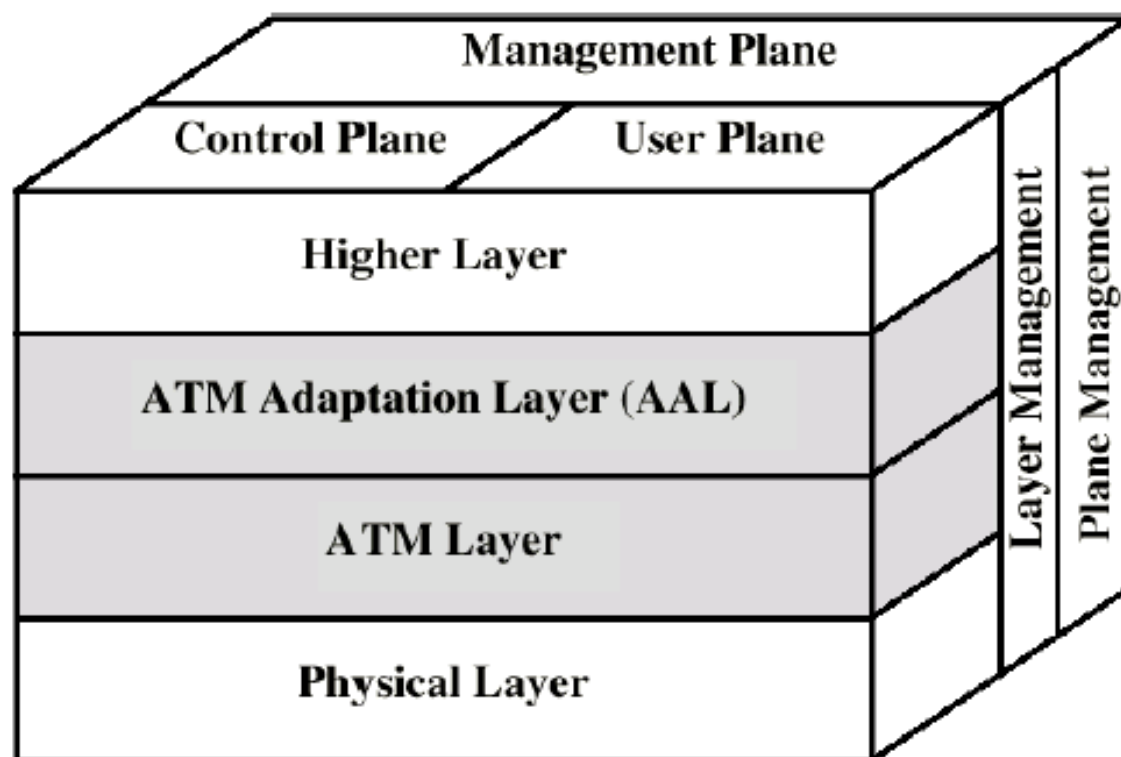 Management Plane
Control Plane
User Plane
Higher Layer
ATM Adaptation Layer (AAL)
ATM Layer
Physical Layer
Layer Management
Plane Management